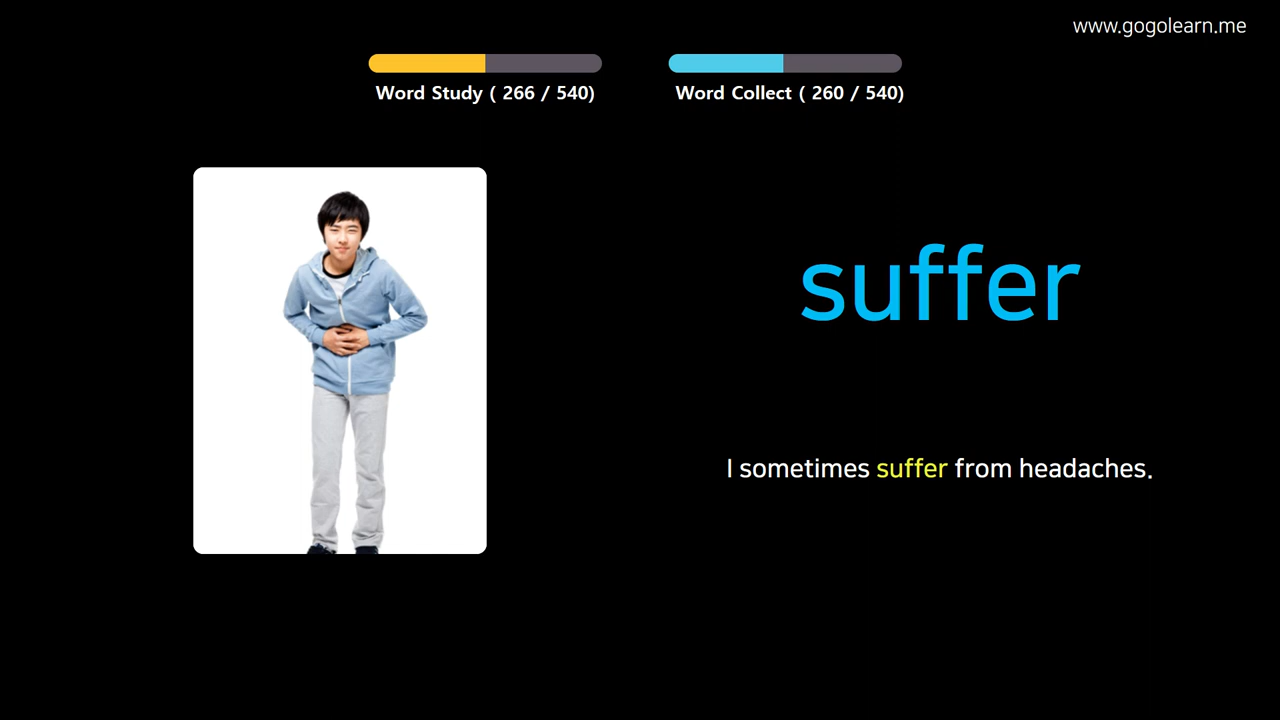 www.gogolearn.me
Word Study ( 266 / 540)
Word Collect ( 260 / 540)
suffer
I sometimes suffer from headaches.